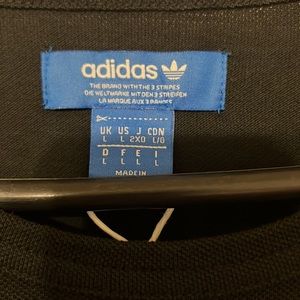 adidas
THE BRAND WITH THE 3 STRIPES
DIE WELTMARKE MIT DEN 3 STREIFEN
LA MARQUE AUX 3 BANDES
UK US J CDN
L L 2XO L/G
D F E I
L L L L
MADE IN